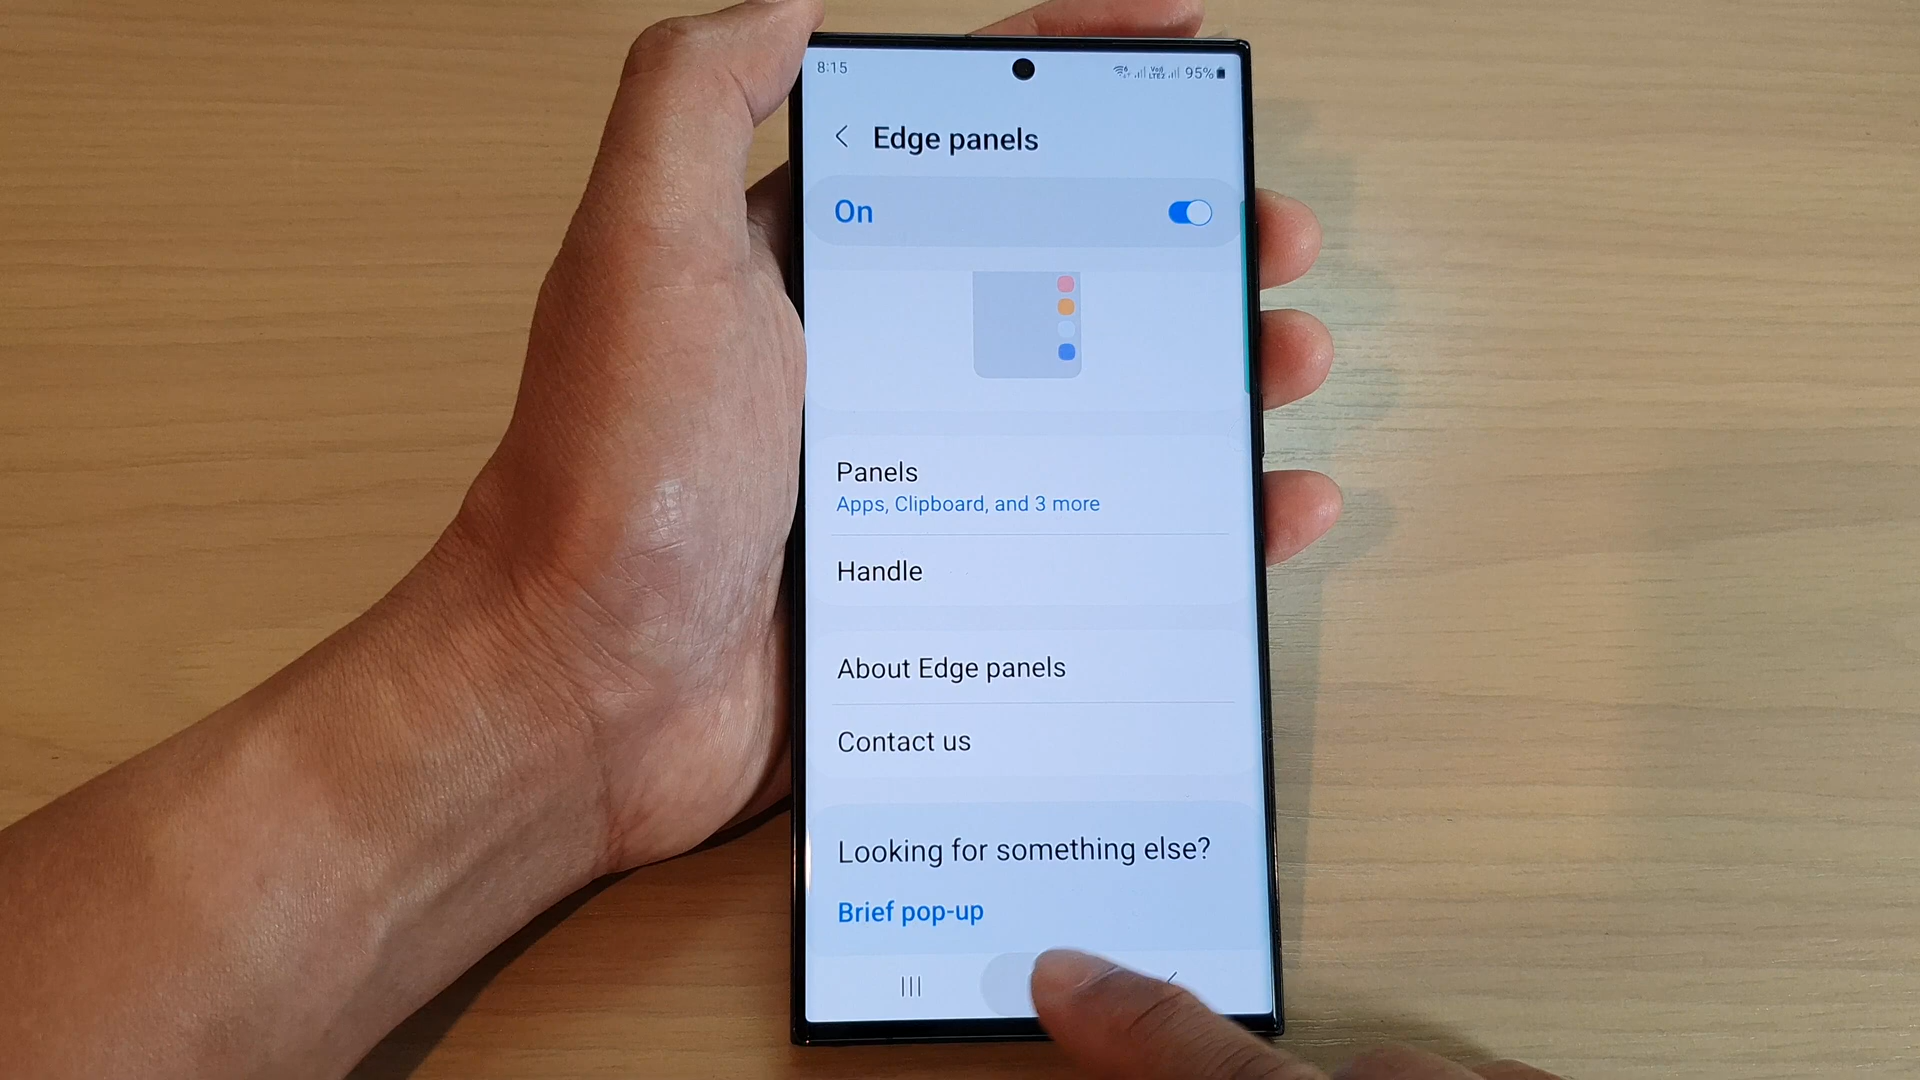 8:15
95%
Edge panels
On
Panels
Apps, Clipboard, and 3 more
Handle
About Edge panels
Contact us
Looking for something else?
Brief pop-up